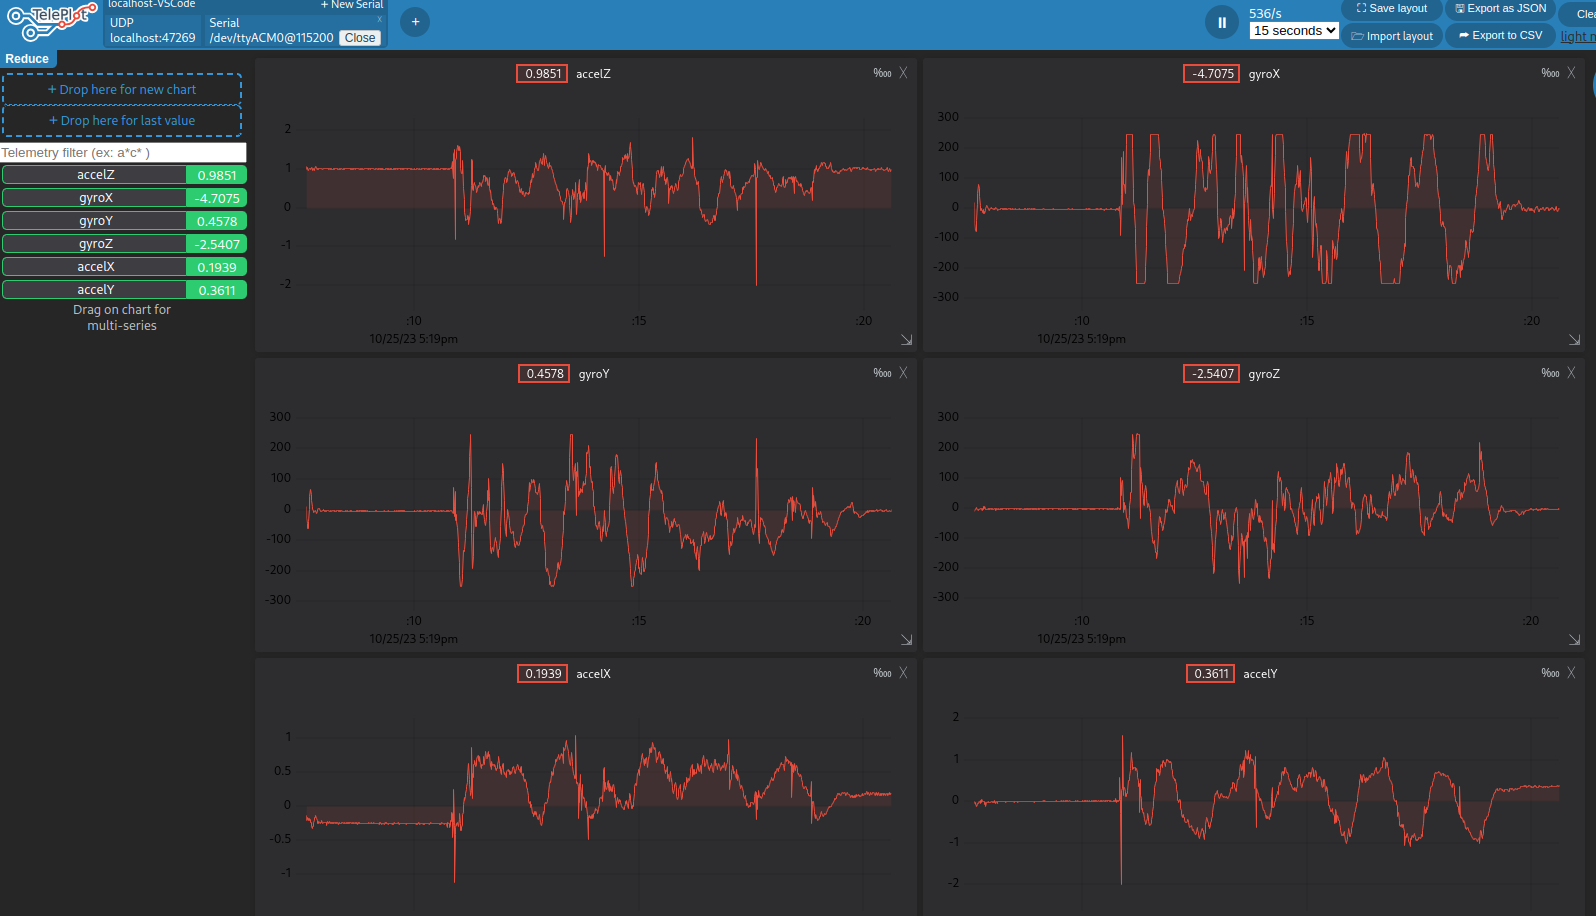 TelePlot
localhost-VSCode
+ New Serial
UDP
localhost:47269
Serial
x
/dev/ttyACM0@115200
Close
+
536/s
15 seconds
Save layout
Import layout
Export as JSON
Export to CSV
Reduce
+ Drop here for new chart
+ Drop here for last value
Telemetry filter (ex: a*c* )
accelZ 0.9851
gyroX -4.7075
gyroY 0.4578
gyroZ -2.5407
accelX 0.1939
accelY 0.3611
Drag on chart for
multi-series
0.9851 accelZ
X
2
1
0
-1
-2
:10 :15 :20
10/25/23 5:19pm
-4.7075 gyroX
X
300
200
100
0
-100
-200
-300
:10 :15 :20
10/25/23 5:19pm
0.4578 gyroY
X
300
200
100
0
-100
-200
-300
:10 :15 :20
10/25/23 5:19pm
-2.5407 gyroZ
X
300
200
100
0
-100
-200
-300
:10 :15 :20
10/25/23 5:19pm
0.1939 accelX
X
1
0.5
0
-0.5
-1
0.3611 accelY
X
2
1
0
-1
-2